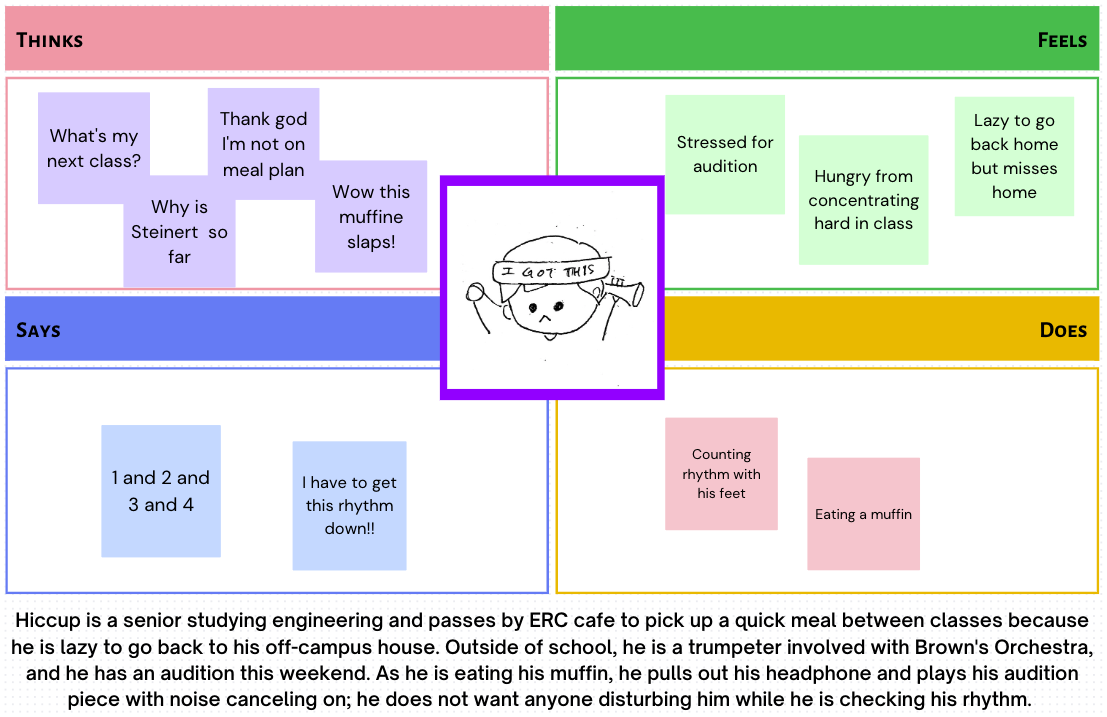 THINKS
What's my
next class?
Thank god
I'm not on
meal plan
Why is
Steinert so
far
Wow this
muffine
slaps!
FEELS
Stressed for
audition
Hungry from
concentrating
hard in class
Lazy to go
back home
but misses
home
I GOT THIS
SAYS
1 and 2 and
3 and 4
I have to get
this rhythm
down!!
DOES
Counting
rhythm with
his feet
Eating a muffin
Hiccup is a senior studying engineering and passes by ERC cafe to pick up a quick meal between classes because
he is lazy to go back to his off-campus house. Outside of school, he is a trumpeter involved with Brown's Orchestra,
and he has an audition this weekend. As he is eating his muffin, he pulls out his headphone and plays his audition
piece with noise canceling on; he does not want anyone disturbing him while he is checking his rhythm.